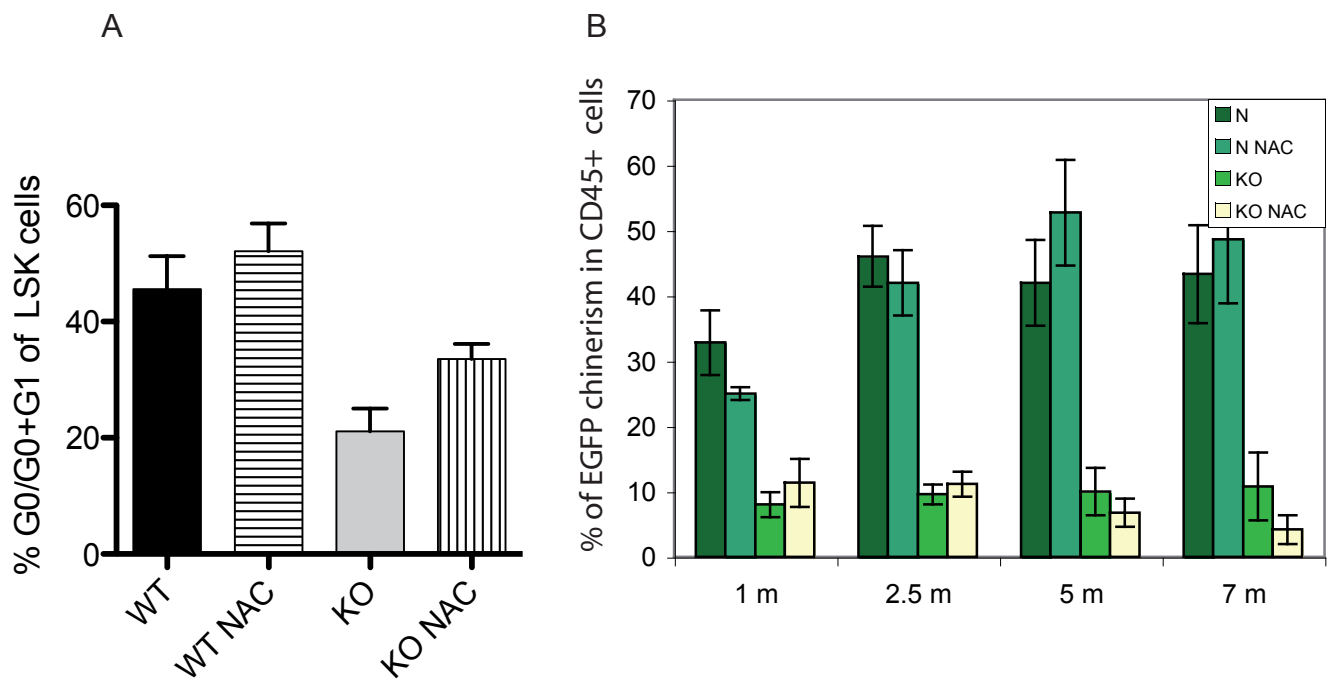 A
% G0/G0+G1 of LSK cells
60
40
20
0
WT
WT NAC
KO
KO NAC
B
% of EGFP chinerism in CD45+ cells
70
60
50
40
30
20
10
0
1 m
2.5 m
5 m
7 m
N
N NAC
KO
KO NAC